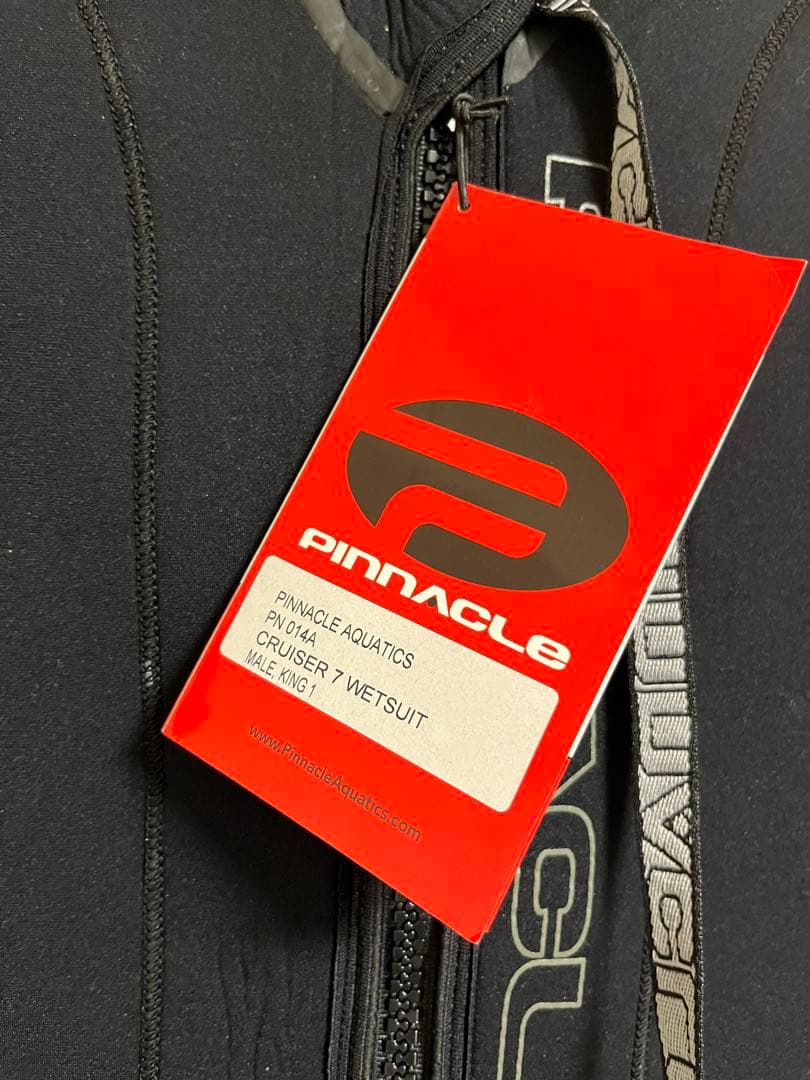 PINNACLE
PINNACLE AQUATICS
PN 014A
CRUISER 7 WETSUIT
MALE, KING 1
www.PinnacleAquatics.com